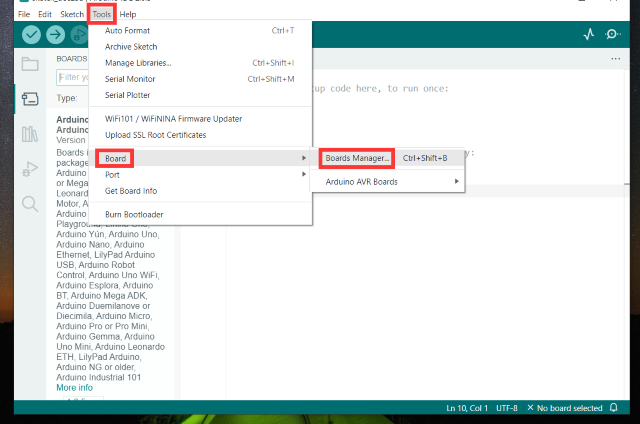 File Edit Sketch Tools Help
BOARDS
Filter yo
Type:
Arduino
Arduino
Version
Boards i
package
Arduino
or Mega
Leonard
Motor, A
Arduino
Arduino Yún, Arduino Uno,
Arduino Nano, Arduino
Ethernet, LilyPad Arduino
USB, Arduino Robot
Control, Arduino Uno WiFi,
Arduino Esplora, Arduino
BT, Arduino Mega ADK,
Arduino Duemilanove or
Diecimila, Arduino Micro,
Arduino Pro or Pro Mini,
Arduino Gemma, Arduino
Uno Mini, Arduino Leonardo
ETH, LilyPad Arduino,
Arduino NG or older,
Arduino Industrial 101
More info
Auto Format Ctrl+T
Archive Sketch
Manage Libraries... Ctrl+Shift+I
Serial Monitor Ctrl+Shift+M
Serial Plotter
WiFi101 / WiFiNINA Firmware Updater
Upload SSL Root Certificates
Board
Port
Get Board Info
Burn Bootloader
Boards Manager... Ctrl+Shift+B
Arduino AVR Boards
up code here, to run once:
y:
Ln 10, Col 1 UTF-8 No board selected